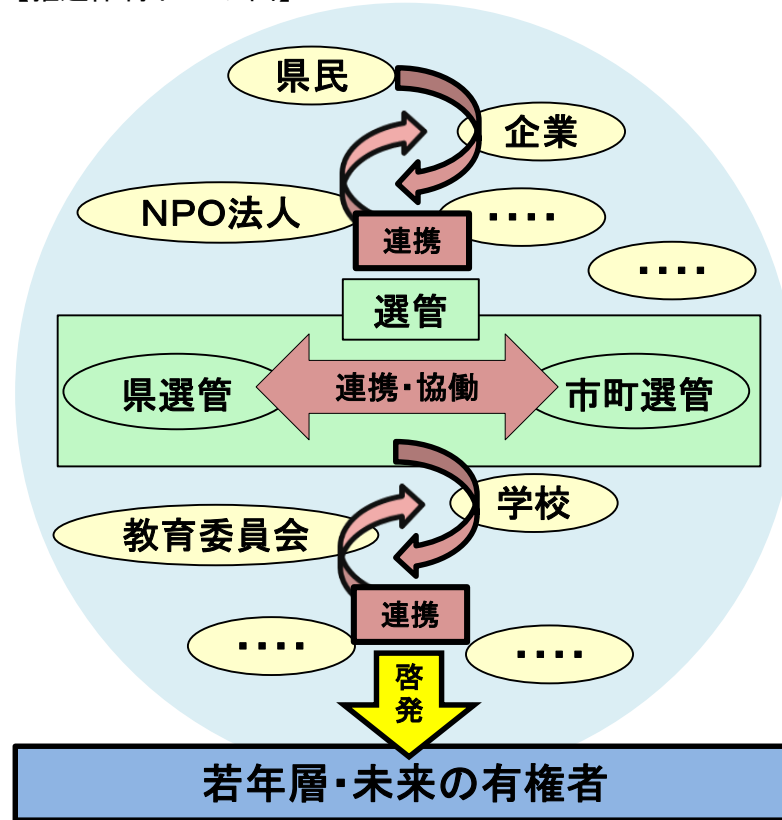 県民
企業
NPO法人
････
連携
････
選管
県選管
連携・協働
市町選管
学校
教育委員会
連携
････
････
啓
発
若年層・未来の有権者